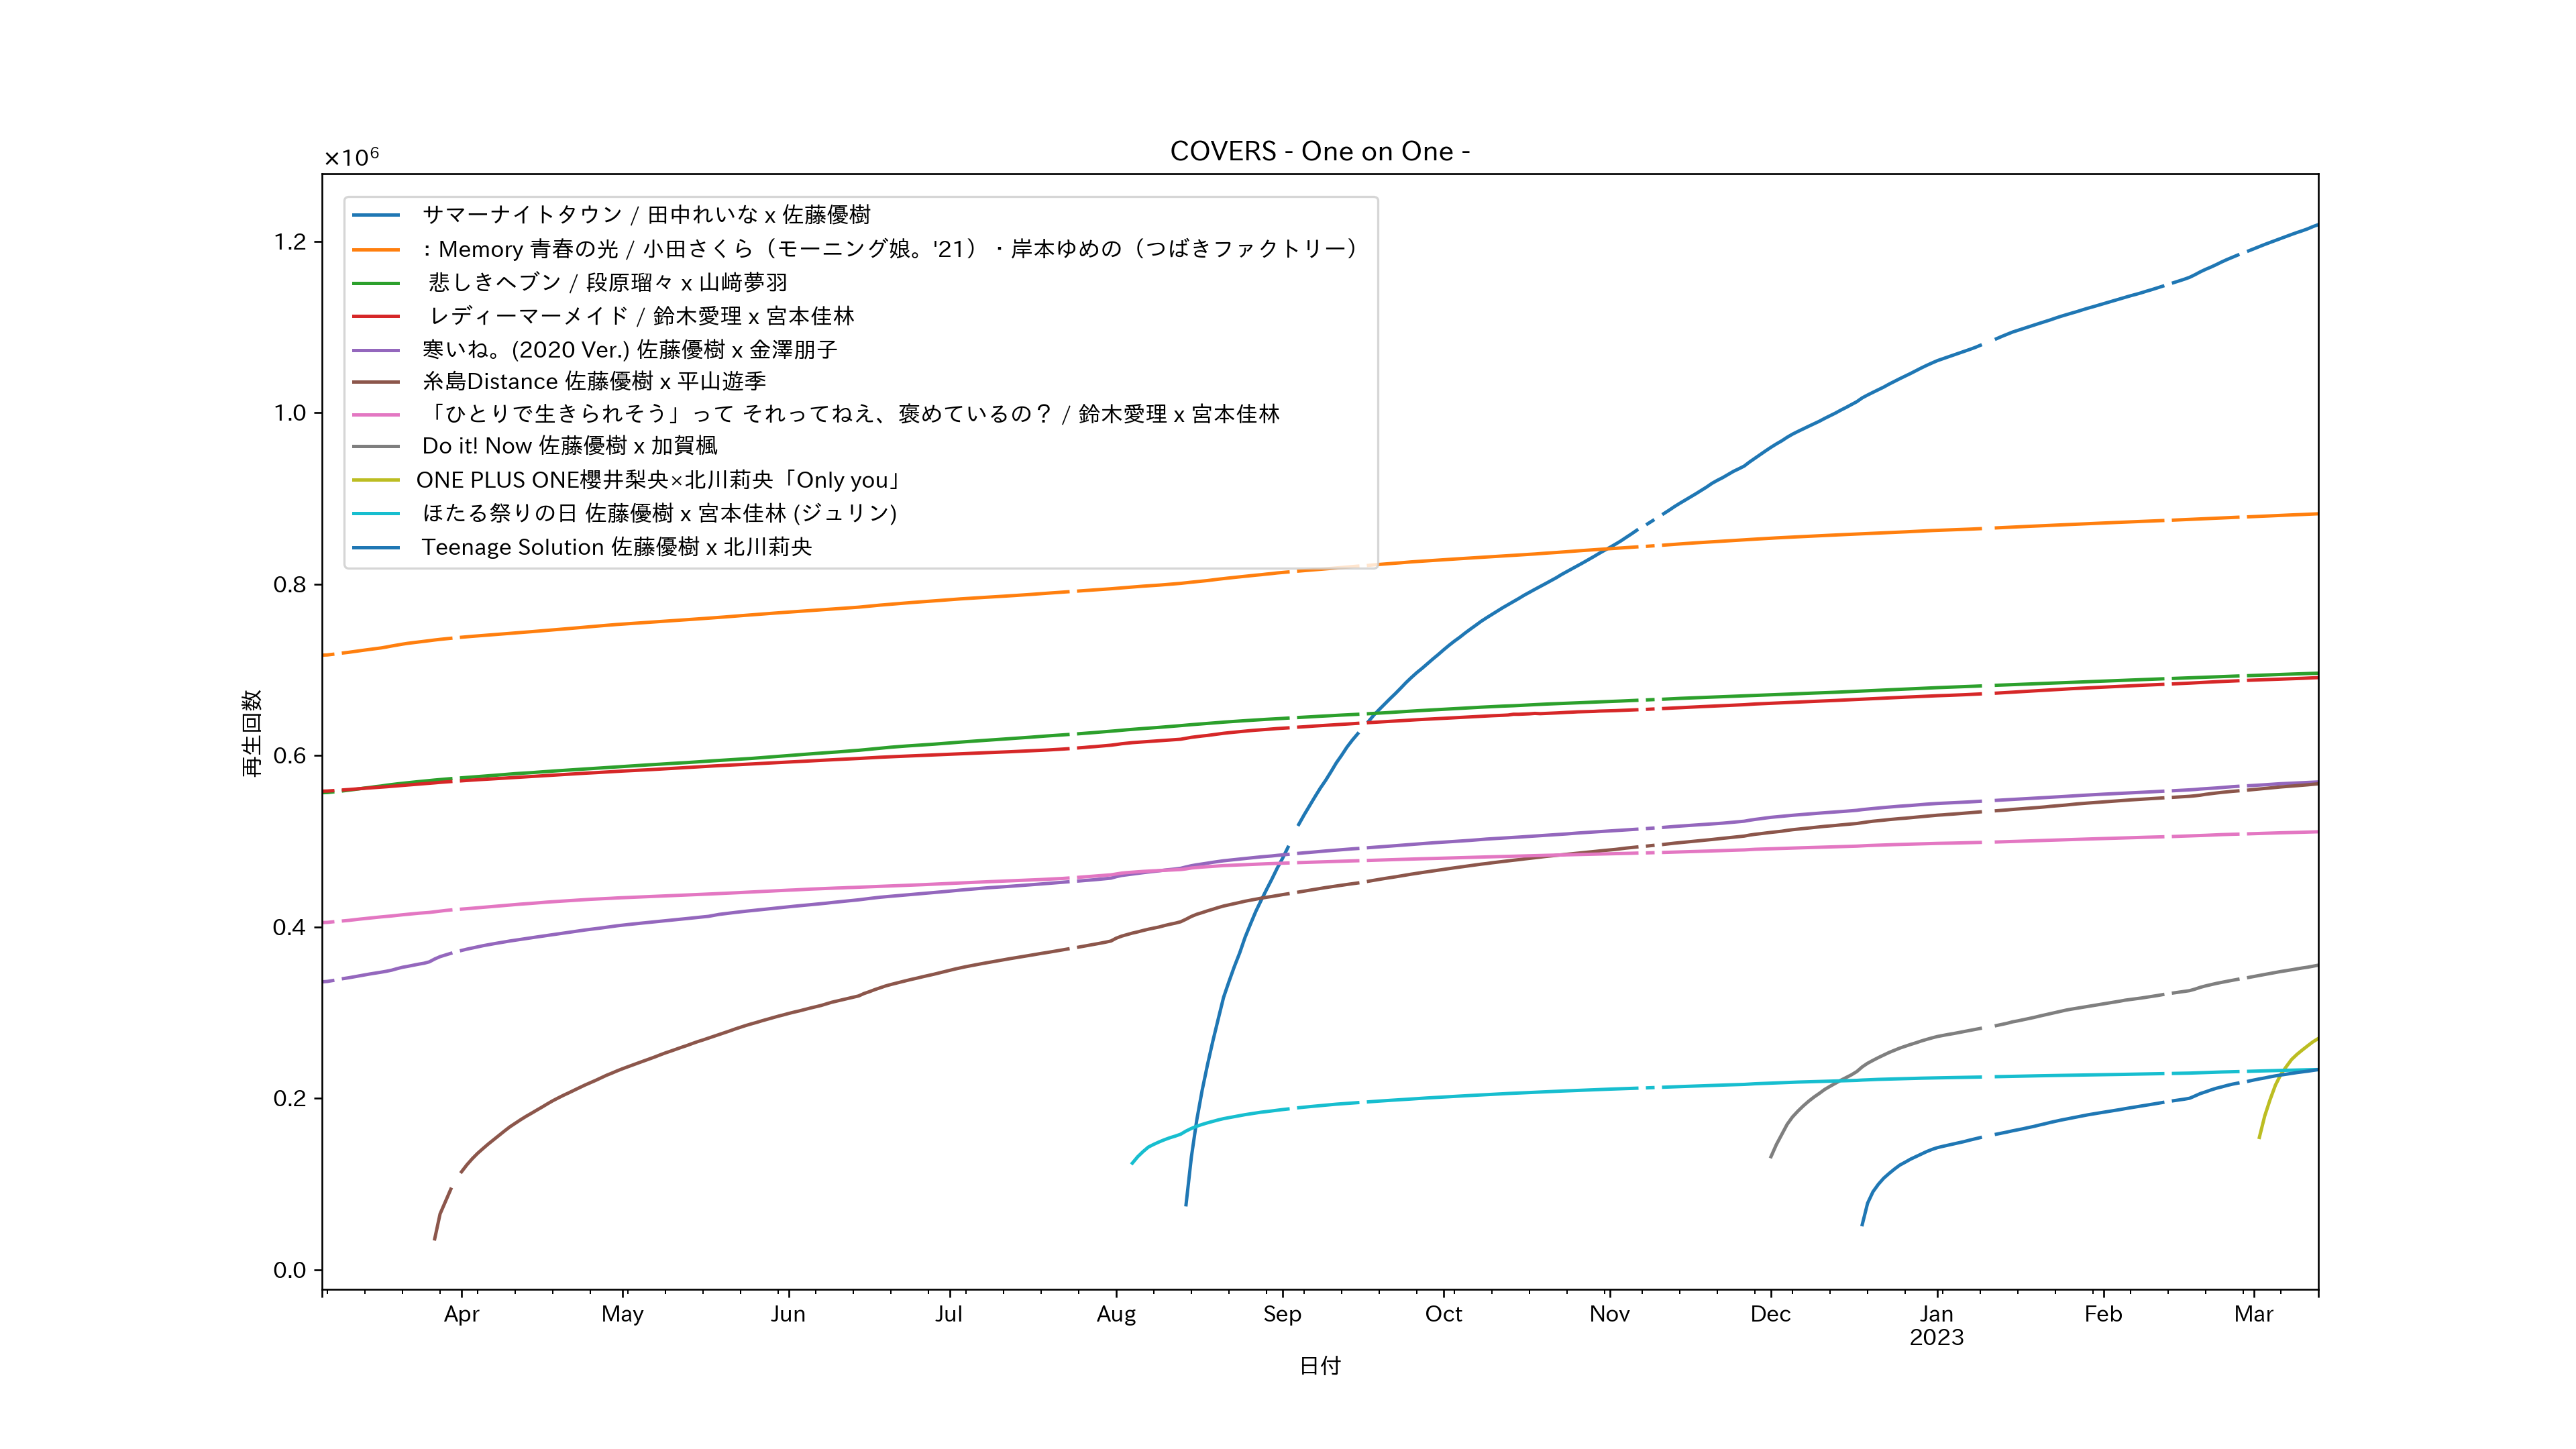 COVERS - One on One -
×10⁶
サマーナイトタウン / 田中れいな x 佐藤優樹
: Memory 青春の光 / 小田さくら（モーニング娘。'21）・岸本ゆめの（つばきファクトリー）
悲しきヘブン / 段原瑠々 x 山﨑夢羽
レディーマーメイド / 鈴木愛理 x 宮本佳林
寒いね。(2020 Ver.) 佐藤優樹 x 金澤朋子
糸島Distance 佐藤優樹 x 平山遊季
「ひとりで生きられそう」って それってねえ、褒めているの？ / 鈴木愛理 x 宮本佳林
Do it! Now 佐藤優樹 x 加賀楓
ONE PLUS ONE櫻井梨央×北川莉央「Only you」
ほたる祭りの日 佐藤優樹 x 宮本佳林 (ジュリン)
Teenage Solution 佐藤優樹 x 北川莉央
1.2
1.0
0.8
0.6
0.4
0.2
0.0
再生回数
Apr May Jun Jul Aug Sep Oct Nov Dec Jan Feb Mar
2023
日付